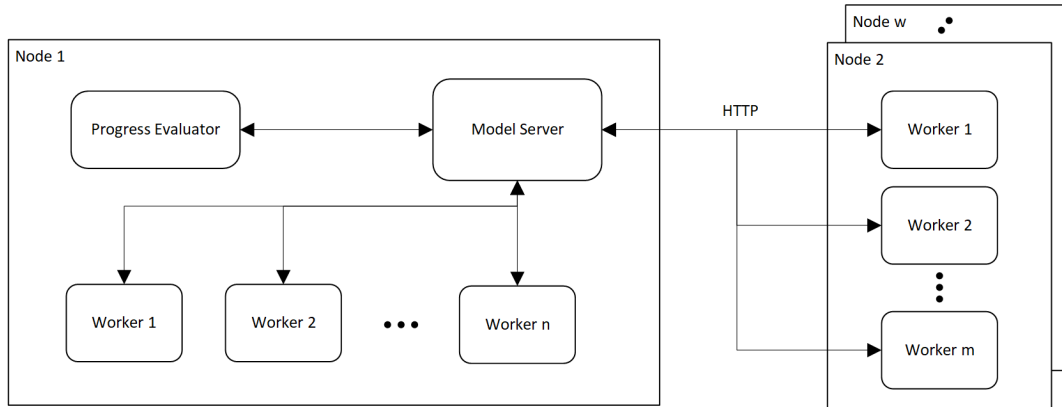 Node 1
Progress Evaluator
Model Server
Worker 1
Worker 2
Worker n
HTTP
Node w
Node 2
Worker 1
Worker 2
Worker m